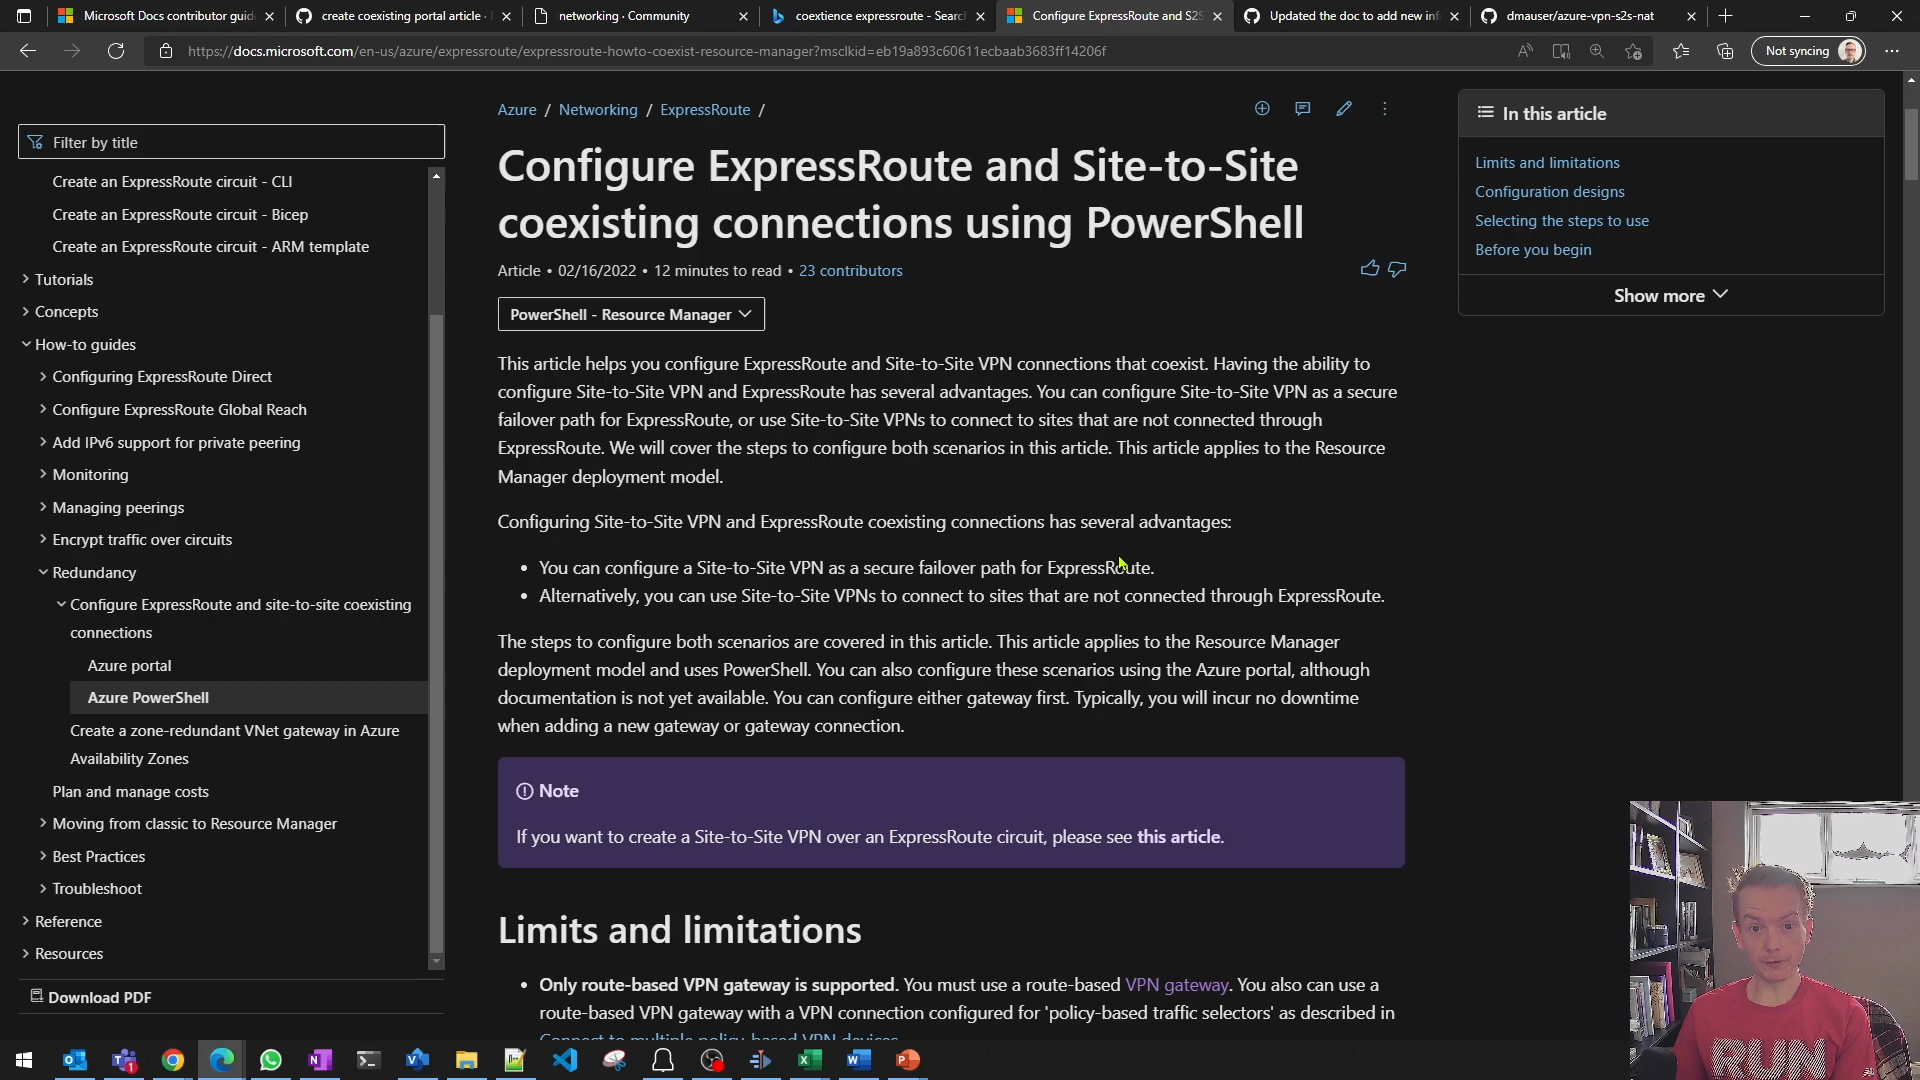 Microsoft Docs contributor guid
create coexisting portal article ·
networking · Community
coextience expressroute - Search
Configure ExpressRoute and S2S
Updated the doc to add new inf
dmauser/azure-vpn-s2s-nat
https://docs.microsoft.com/en-us/azure/expressroute/expressroute-howto-coexist-resource-manager?msclkid=eb19a893c60611ecbaab3683ff14206f
Not syncing
Filter by title
Create an ExpressRoute circuit - CLI
Create an ExpressRoute circuit - Bicep
Create an ExpressRoute circuit - ARM template
Tutorials
Concepts
How-to guides
Configuring ExpressRoute Direct
Configure ExpressRoute Global Reach
Add IPv6 support for private peering
Monitoring
Managing peerings
Encrypt traffic over circuits
Redundancy
Configure ExpressRoute and site-to-site coexisting
connections
Azure portal
Azure PowerShell
Create a zone-redundant VNet gateway in Azure
Availability Zones
Plan and manage costs
Moving from classic to Resource Manager
Best Practices
Troubleshoot
Reference
Resources
Download PDF
Azure / Networking / ExpressRoute /
Configure ExpressRoute and Site-to-Site
coexisting connections using PowerShell
Article • 02/16/2022 • 12 minutes to read • 23 contributors
PowerShell - Resource Manager
This article helps you configure ExpressRoute and Site-to-Site VPN connections that coexist. Having the ability to
configure Site-to-Site VPN and ExpressRoute has several advantages. You can configure Site-to-Site VPN as a secure
failover path for ExpressRoute, or use Site-to-Site VPNs to connect to sites that are not connected through
ExpressRoute. We will cover the steps to configure both scenarios in this article. This article applies to the Resource
Manager deployment model.
Configuring Site-to-Site VPN and ExpressRoute coexisting connections has several advantages:
• You can configure a Site-to-Site VPN as a secure failover path for ExpressRoute.
• Alternatively, you can use Site-to-Site VPNs to connect to sites that are not connected through ExpressRoute.
The steps to configure both scenarios are covered in this article. This article applies to the Resource Manager
deployment model and uses PowerShell. You can also configure these scenarios using the Azure portal, although
documentation is not yet available. You can configure either gateway first. Typically, you will incur no downtime
when adding a new gateway or gateway connection.
Note
If you want to create a Site-to-Site VPN over an ExpressRoute circuit, please see this article.
Limits and limitations
• Only route-based VPN gateway is supported. You must use a route-based VPN gateway. You also can use a
route-based VPN gateway with a VPN connection configured for 'policy-based traffic selectors' as described in
Connect to multiple policy-based VPN devices
In this article
Limits and limitations
Configuration designs
Selecting the steps to use
Before you begin
Show more
RUN